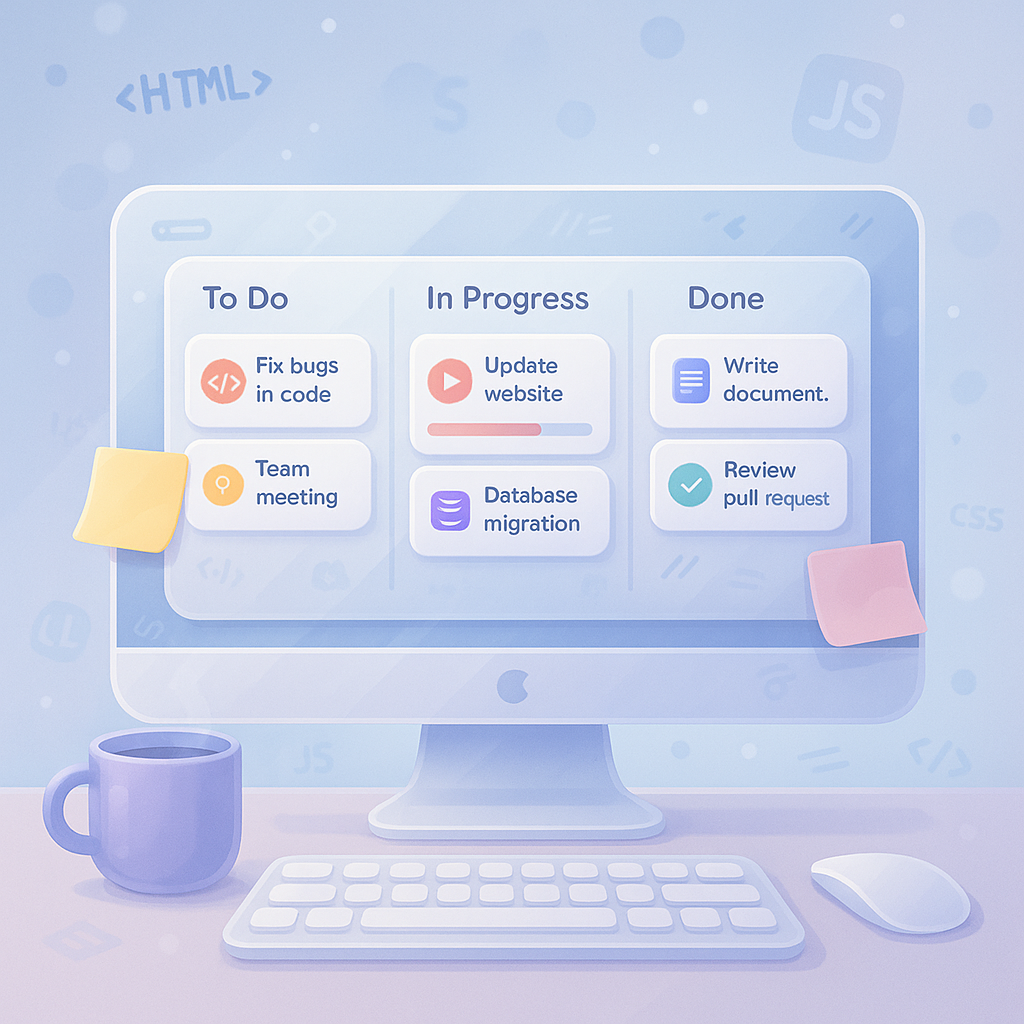 <HTML>
S
JS
To Do
Fix bugs
in code
Team
meeting
In Progress
Update
website
Database
migration
Done
Write
document.
Review
pull request
</>
CSS
JS
</>